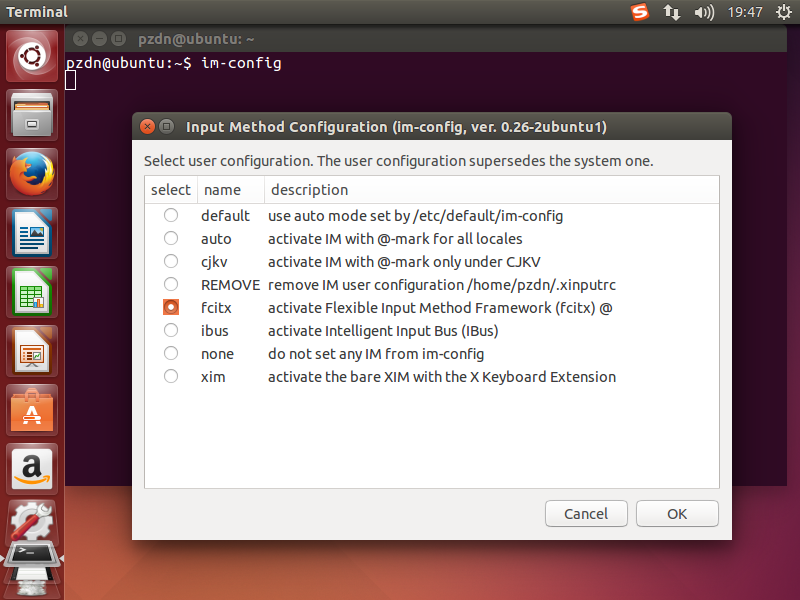 Terminal
19:47
pzdn@ubuntu: ~
pzdn@ubuntu:~$ im-config
Input Method Configuration (im-config, ver. 0.26-2ubuntu1)
Select user configuration. The user configuration supersedes the system one.
select name description
default use auto mode set by /etc/default/im-config
auto activate IM with @-mark for all locales
cjkv activate IM with @-mark only under CJKV
REMOVE remove IM user configuration /home/pzdn/.xinputrc
fcitx activate Flexible Input Method Framework (fcitx) @
ibus activate Intelligent Input Bus (IBus)
none do not set any IM from im-config
xim activate the bare XIM with the X Keyboard Extension
Cancel OK